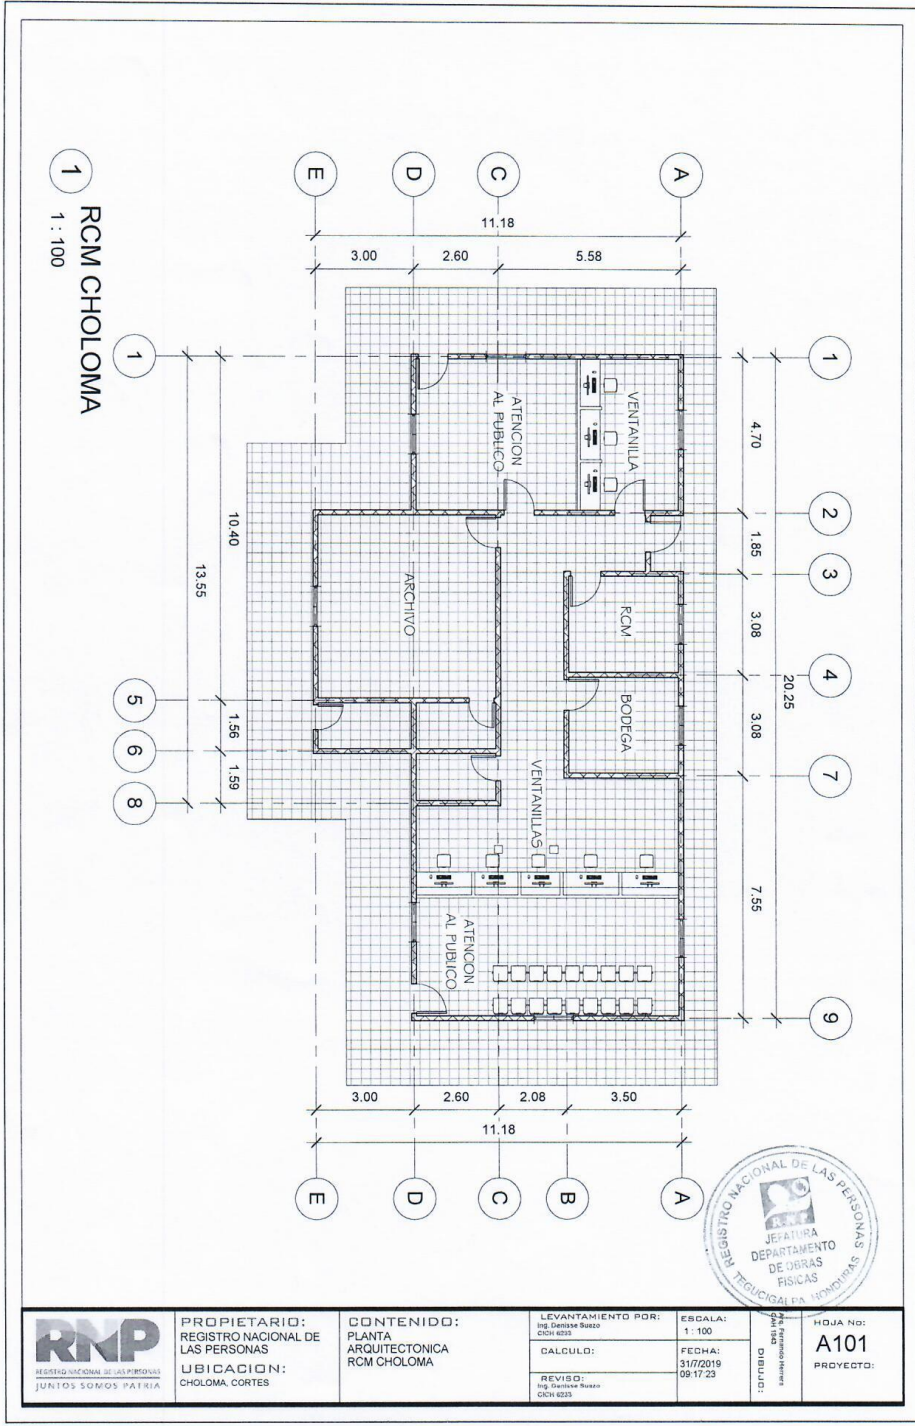 1
RCM CHOLOMA
1 : 100
E
D
C
A
11.18
3.00
2.60
5.58
1
1
4.70
2
1.85
3
3.08
4
20.25
3.08
7
7.55
9
10.40
13.55
5
1.56
6
1.59
8
VENTANILLA
ATENCION
AL PUBLICO
ARCHIVO
RCM
BODEGA
VENTANILLAS
ATENCION
AL PUBLICO
3.00
2.60
2.08
3.50
11.18
E
D
C
B
A
REGISTRO NACIONAL DE LAS PERSONAS
R.N.P.
JEFATURA
DEPARTAMENTO
DE OBRAS
FISICAS
TEGUCIGALPA HONDURAS
RNP
REGISTRO NACIONAL DE LAS PERSONAS
JUNTOS SOMOS PATRIA
PROPIETARIO:
REGISTRO NACIONAL DE
LAS PERSONAS
UBICACION:
CHOLOMA, CORTES
CONTENIDO:
PLANTA
ARQUITECTONICA
RCM CHOLOMA
LEVANTAMIENTO POR:
Ing. Denisse Suazo
CICH 6233
CALCULO:
REVISO:
Ing. Denisse Suazo
CICH 6233
ESCALA:
1 : 100
FECHA:
31/7/2019
09:17:23
DIBUJO:
Arq. Fernando Herrera
CAH 1943
HOJA No:
A101
PROYECTO: